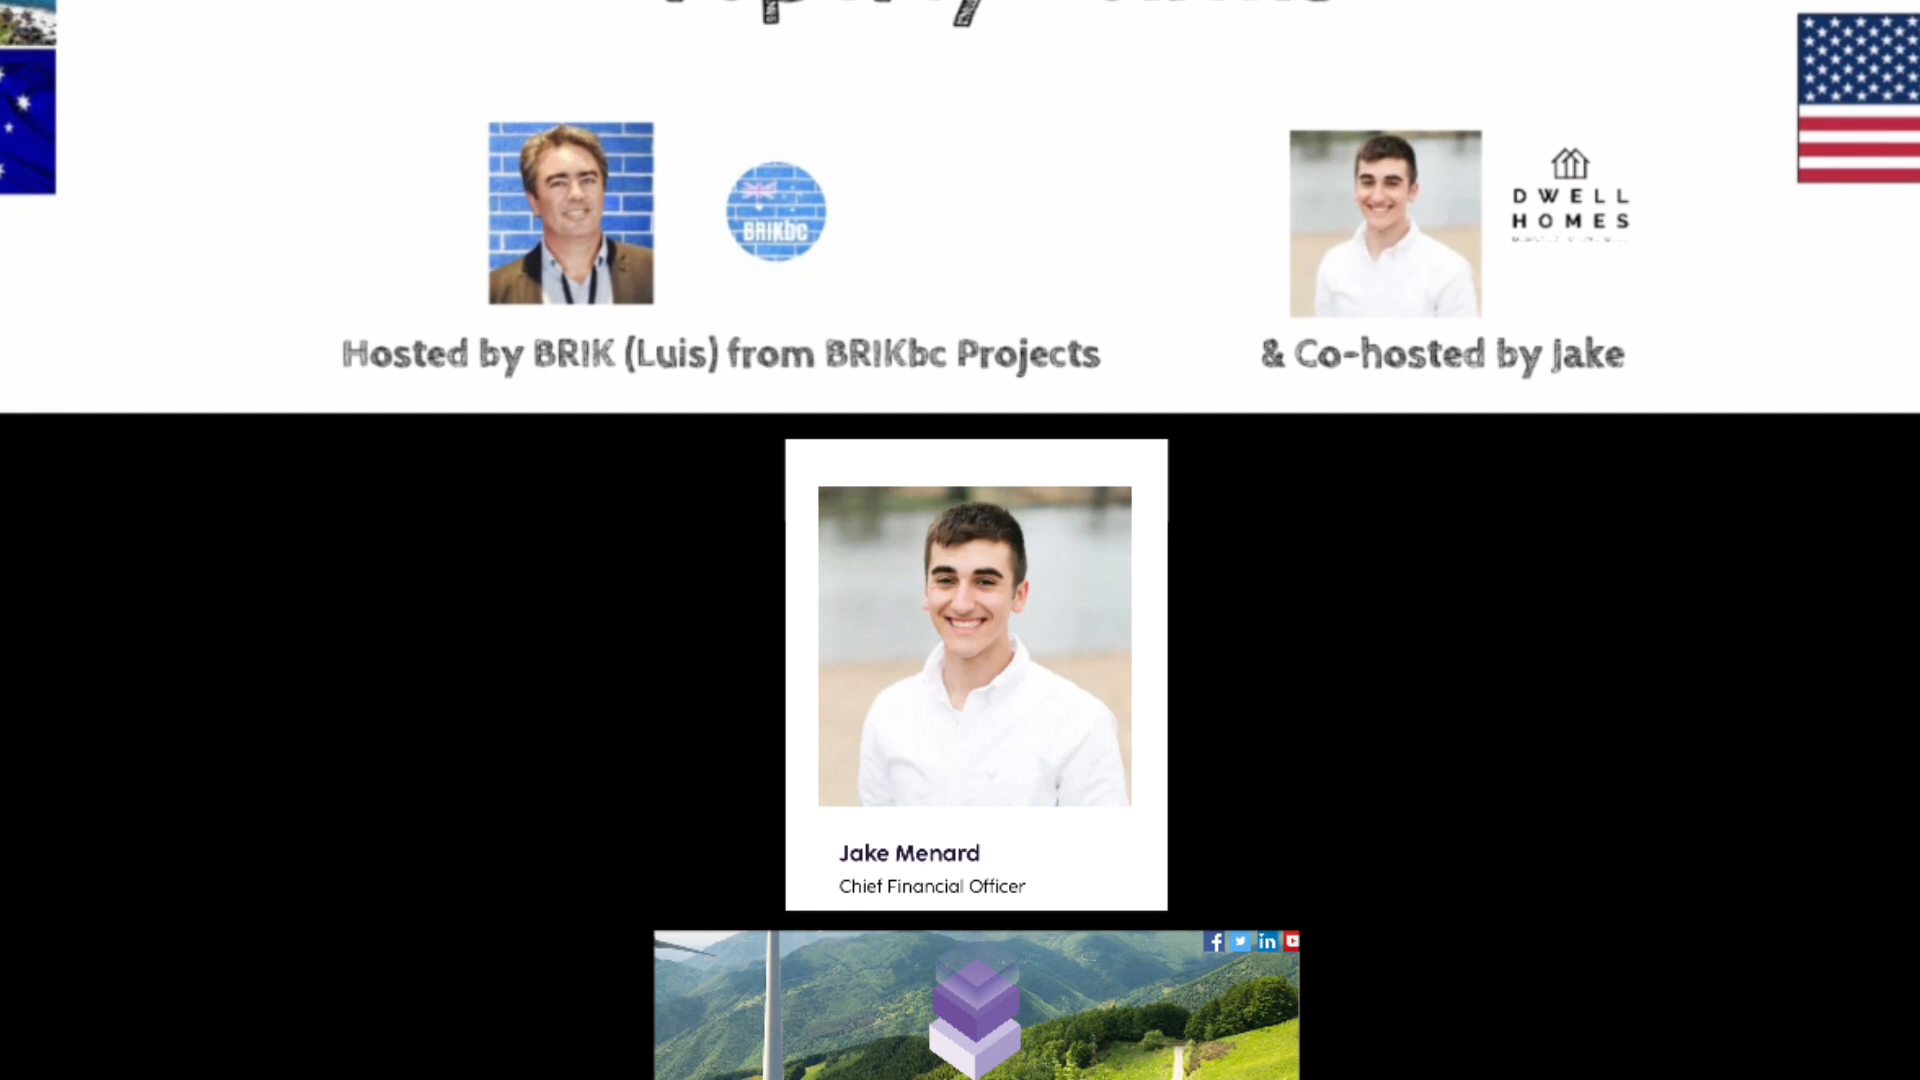 BRIKbc
DWELL
HOMES
Hosted by BRIK (Luis) from BRIKbc Projects
& Co-hosted by Jake
Jake Menard
Chief Financial Officer
f
in